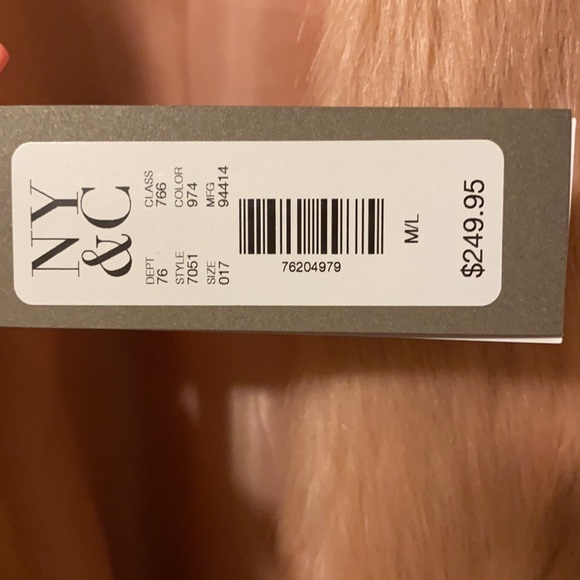 NY
&C
DEPT CLASS
76 766
STYLE COLOR
7051 974
SIZE MFG
017 94414
76204979
M/L
$249.95